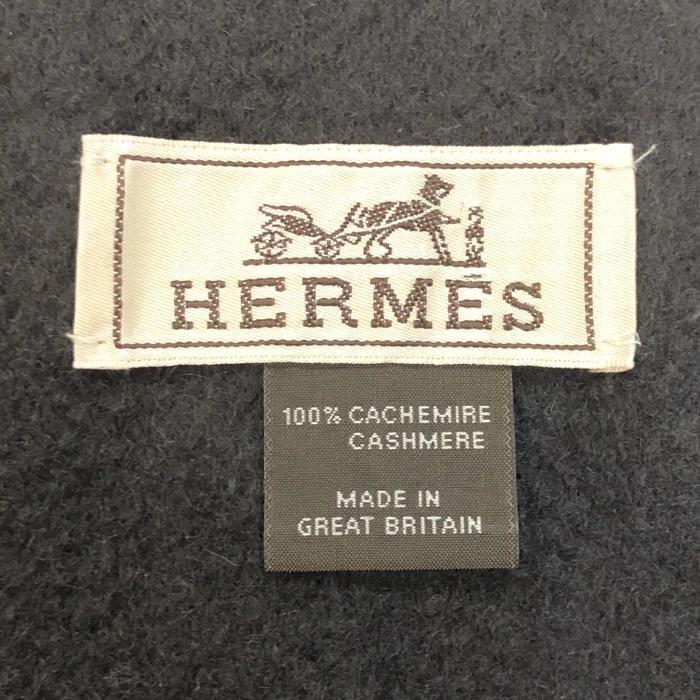 HERMÈS
100% CACHEMIRE
CASHMERE
MADE IN
GREAT BRITAIN